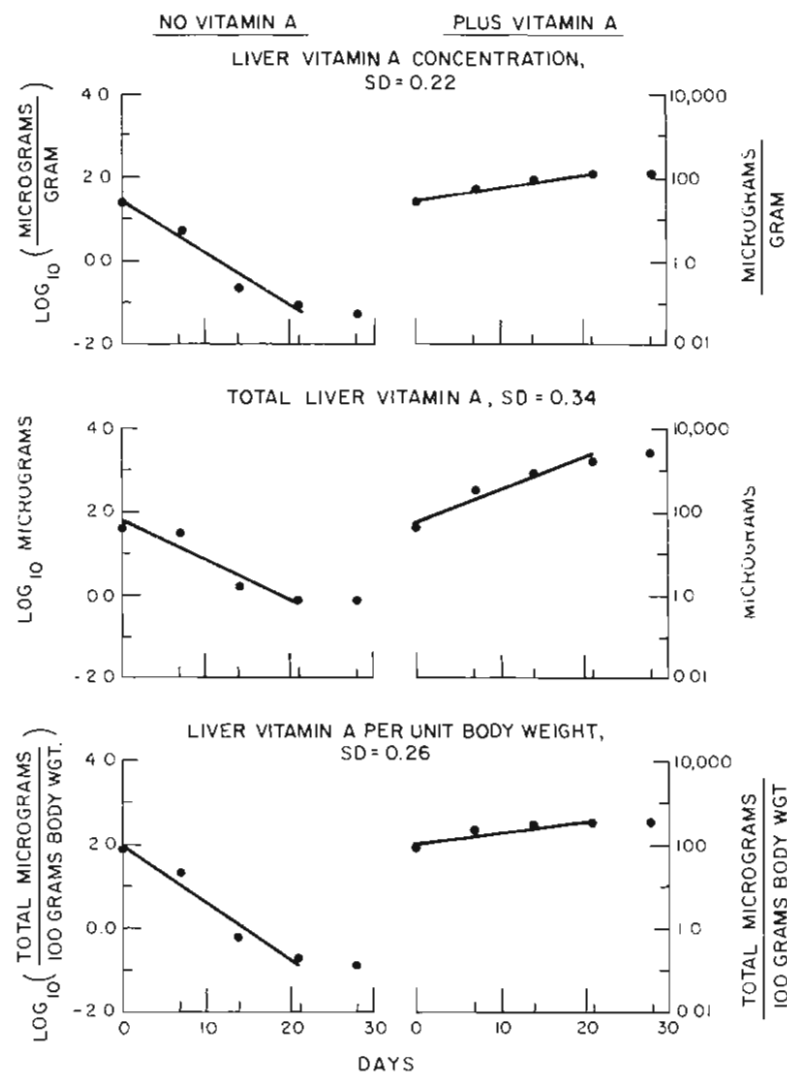 NO VITAMIN A
PLUS VITAMIN A
LIVER VITAMIN A CONCENTRATION,
SD = 0.22
LOG10 ( MICROGRAMS
GRAM )
4 0
2 0
0 0
- 2 0
10,000
100
1 0
0 01
MICROGRAMS
GRAM
TOTAL LIVER VITAMIN A, SD = 0.34
LOG10 MICROGRAMS
4 0
2 0
0 0
- 2 0
10,000
100
1 0
0 01
MICROGRAMS
LIVER VITAMIN A PER UNIT BODY WEIGHT,
SD = 0.26
LOG10 ( TOTAL MICROGRAMS
100 GRAMS BODY WGT. )
4 0
2 0
0 0
- 2 0
10,000
100
1 0
0 01
TOTAL MICROGRAMS
100 GRAMS BODY WGT
0 10 20 30 0 10 20 30
DAYS